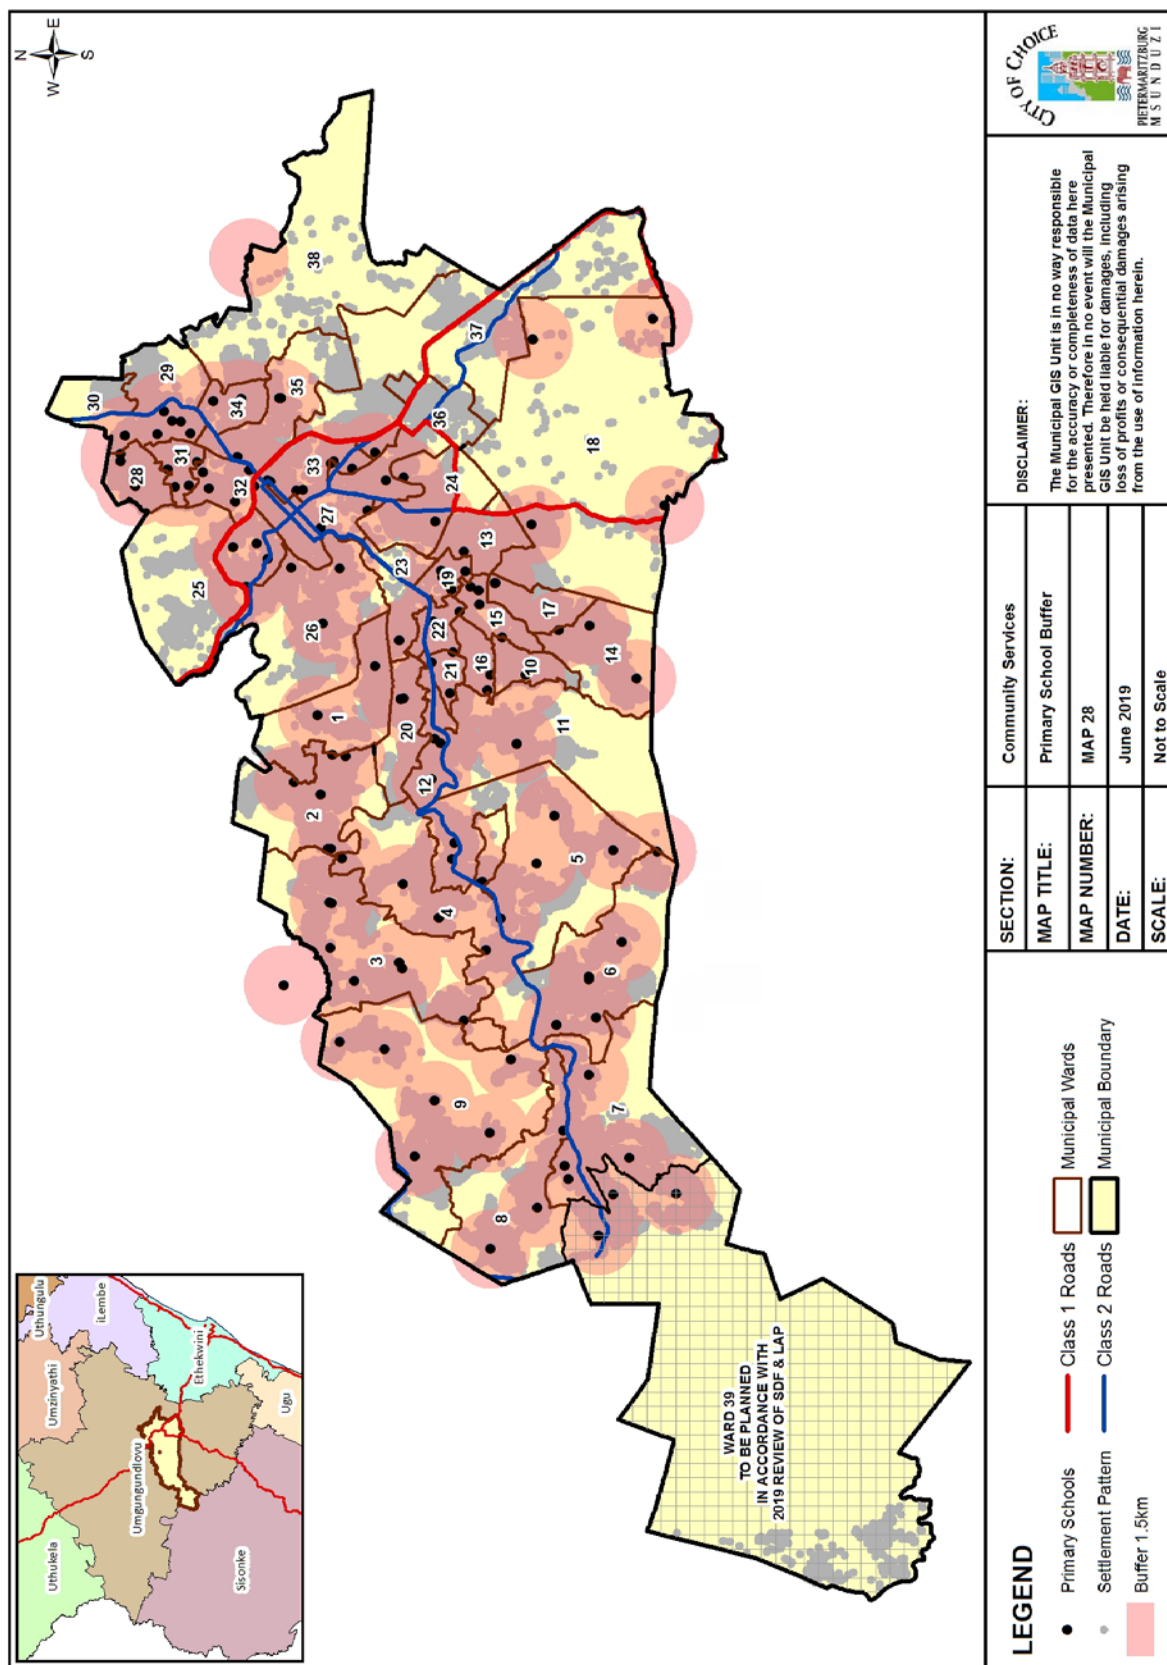 N
E
S
W
Uthukela
Umzinyathi
Uthungulu
iLembe
Umgungundlovu
Ethekwini
Ugu
Sisonke
30
29
28
31
34
35
38
32
33
25
27
36
37
24
18
23
13
19
26
22
15
17
21
16
10
14
1
20
11
12
2
5
4
3
6
9
7
8
WARD 39
TO BE PLANNED
IN ACCORDANCE WITH
2019 REVIEW OF SDF & LAP
LEGEND
Primary Schools
Settlement Pattern
Buffer 1.5km
Class 1 Roads
Class 2 Roads
Municipal Wards
Municipal Boundary
SECTION: Community Services
MAP TITLE: Primary School Buffer
MAP NUMBER: MAP 28
DATE: June 2019
SCALE: Not to Scale
DISCLAIMER:
The Municipal GIS Unit is in no way responsible
for the accuracy or completeness of data here
presented. Therefore in no event will the Municipal
GIS Unit be held liable for damages, including
loss of profits or consequential damages arising
from the use of information herein.
CITY OF CHOICE
PIETERMARITZBURG
MSUNDUZI